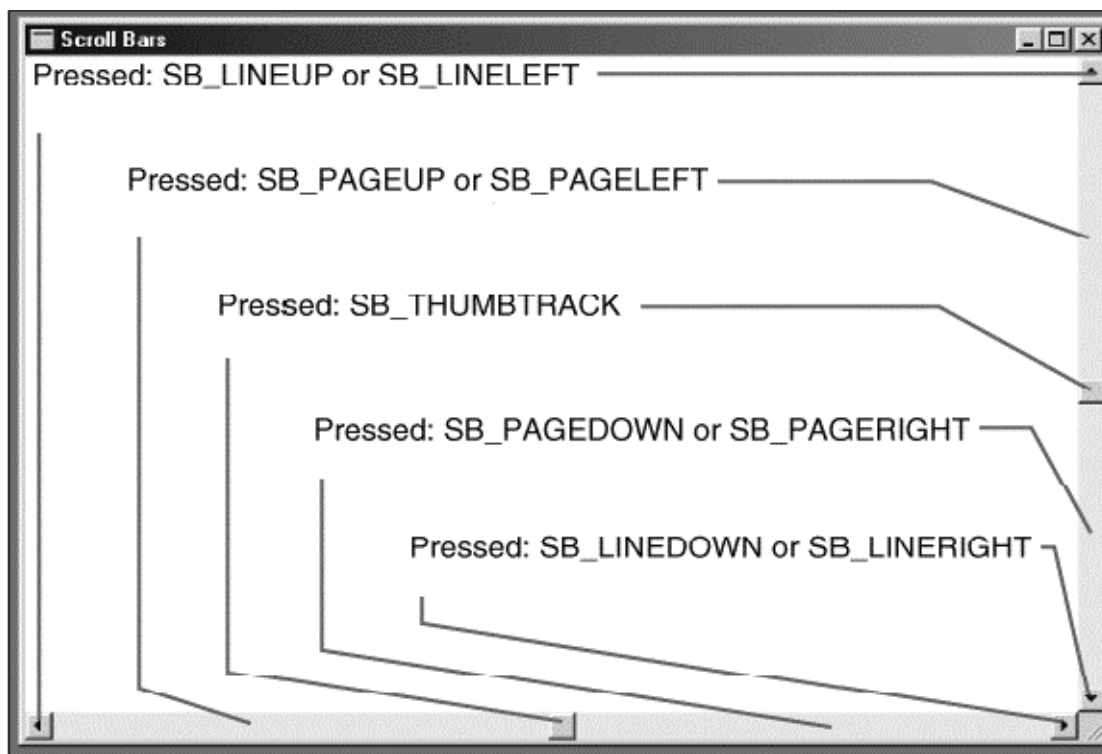 Scroll Bars
Pressed: SB_LINEUP or SB_LINELEFT
Pressed: SB_PAGEUP or SB_PAGELEFT
Pressed: SB_THUMBTRACK
Pressed: SB_PAGEDOWN or SB_PAGERIGHT
Pressed: SB_LINEDOWN or SB_LINERIGHT